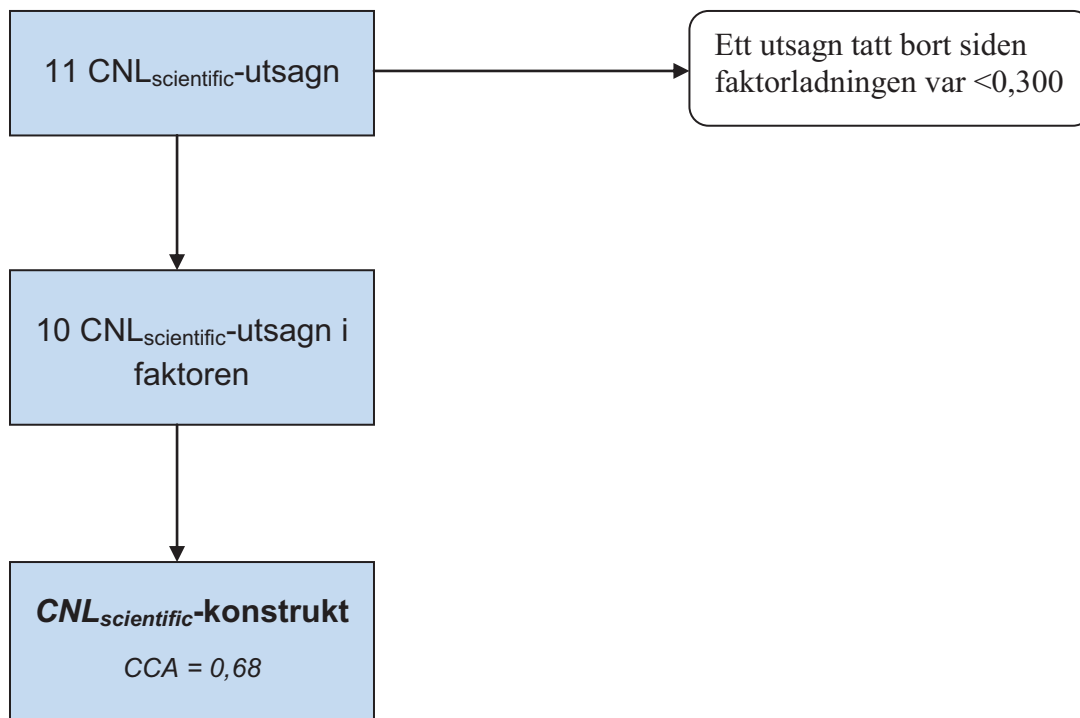 11 CNLscientific-utsagn
Ett utsagn tatt bort siden
faktorladningen var <0,300
10 CNLscientific-utsagn i
faktoren
CNLscientific-konstrukt
CCA = 0,68